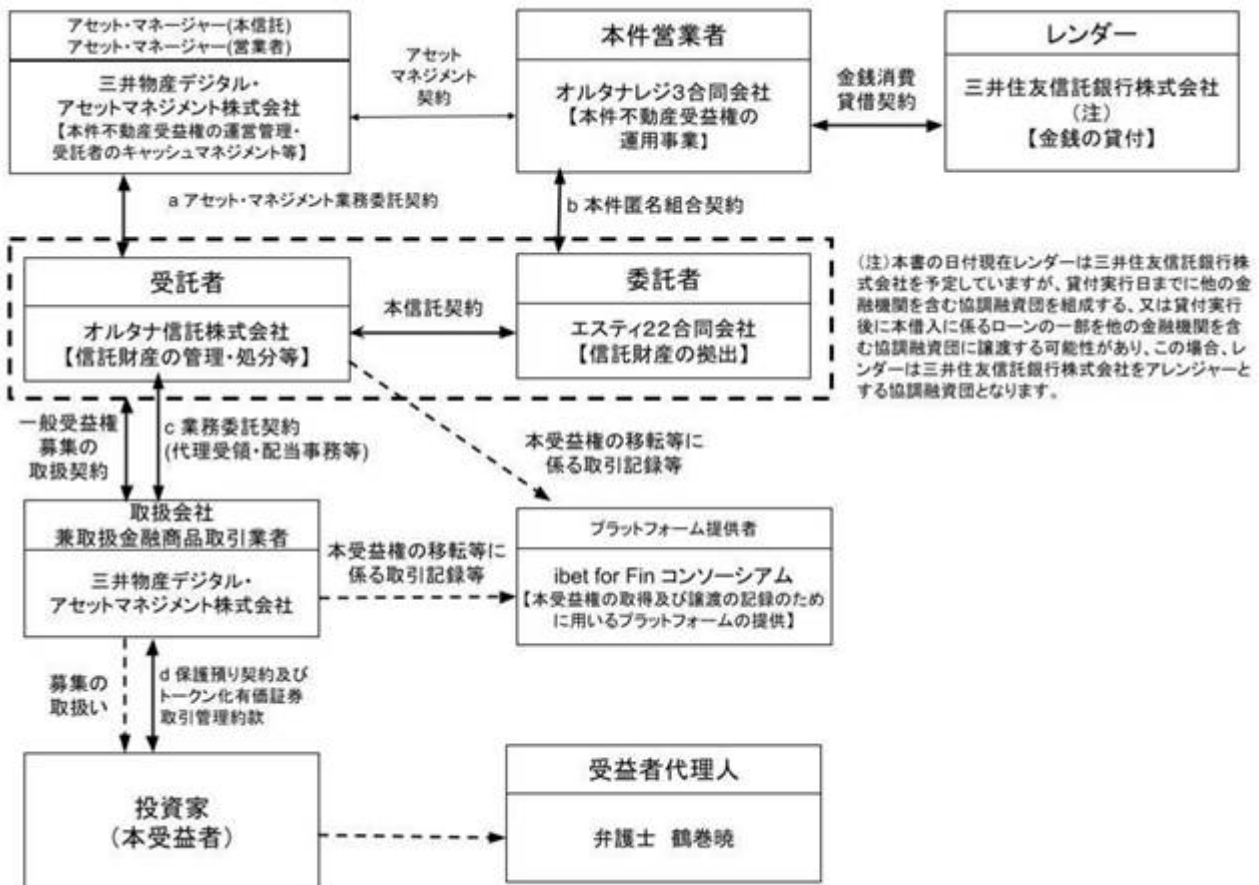 アセット・マネージャー(本信託)
アセット・マネージャー(営業者)
三井物産デジタル・
アセットマネジメント株式会社
【本件不動産受益権の運営管理・
受託者のキャッシュマネジメント等】
アセット
マネジメント
契約
本件営業者
オルタナレジ3合同会社
【本件不動産受益権の
運用事業】
金銭消費
貸借契約
レンダー
三井住友信託銀行株式会社
(注)
【金銭の貸付】
a アセット・マネジメント業務委託契約
b 本件匿名組合契約
受託者
オルタナ信託株式会社
【信託財産の管理・処分等】
本信託契約
委託者
エスティ22合同会社
【信託財産の拠出】
(注)本書の日付現在レンダーは三井住友信託銀行株
式会社を予定していますが、貸付実行日までに他の金
融機関を含む協調融資団を組成する、又は貸付実行
後に本借入に係るローンの一部を他の金融機関を含
む協調融資団に譲渡する可能性があり、この場合、レ
ンダーは三井住友信託銀行株式会社をアレンジャーと
する協調融資団となります。
一般受益権
募集の
取扱契約
c 業務委託契約
(代理受領・配当事務等)
本受益権の移転等に
係る取引記録等
取扱会社
兼取扱金融商品取引業者
三井物産デジタル・
アセットマネジメント株式会社
本受益権の移転等に
係る取引記録等
プラットフォーム提供者
ibet for Fin コンソーシアム
【本受益権の取得及び譲渡の記録のため
に用いるプラットフォームの提供】
募集の
取扱い
d 保護預り契約及び
トークン化有価証券
取引管理約款
投資家
(本受益者)
受益者代理人
弁護士 鶴巻暁